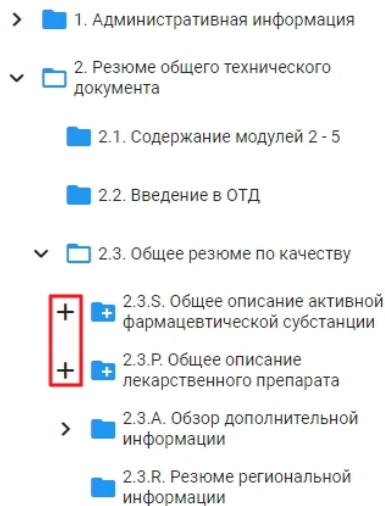 1. Административная информация
2. Резюме общего технического
документа
2.1. Содержание модулей 2 - 5
2.2. Введение в ОТД
2.3. Общее резюме по качеству
2.3.S. Общее описание активной
фармацевтической субстанции
2.3.P. Общее описание
лекарственного препарата
2.3.A. Обзор дополнительной
информации
2.3.R. Резюме региональной
информации